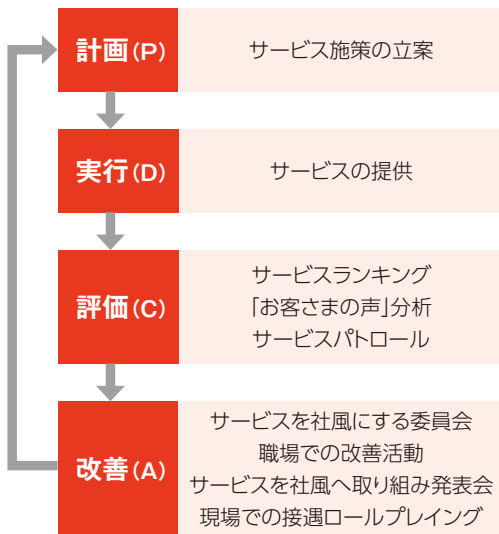 計画(P)
サービス施策の立案
実行(D)
サービスの提供
評価(C)
サービスランキング
「お客さまの声」分析
サービスパトロール
改善(A)
サービスを社風にする委員会
職場での改善活動
サービスを社風へ取り組み発表会
現場での接遇ロールプレイング